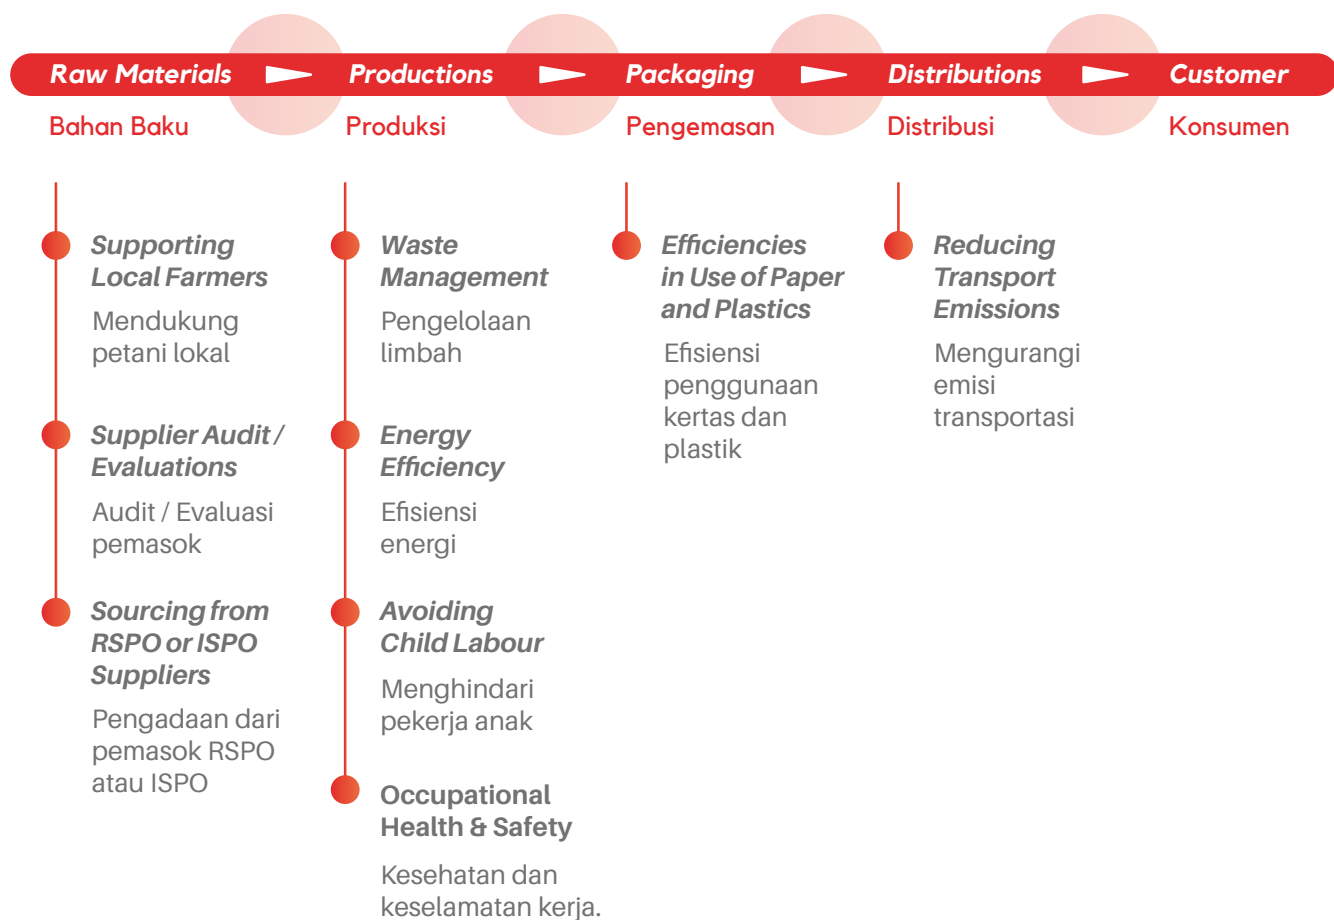 Raw Materials
Productions
Packaging
Distributions
Customer
Bahan Baku
Produksi
Pengemasan
Distribusi
Konsumen
Supporting
Local Farmers
Mendukung
petani lokal
Supplier Audit /
Evaluations
Audit / Evaluasi
pemasok
Sourcing from
RSPO or ISPO
Suppliers
Pengadaan dari
pemasok RSPO
atau ISPO
Waste
Management
Pengelolaan
limbah
Energy
Efficiency
Efisiensi
energi
Avoiding
Child Labour
Menghindari
pekerja anak
Occupational
Health & Safety
Kesehatan dan
keselamatan kerja.
Efficiencies
in Use of Paper
and Plastics
Efisiensi
penggunaan
kertas dan
plastik
Reducing
Transport
Emissions
Mengurangi
emisi
transportasi